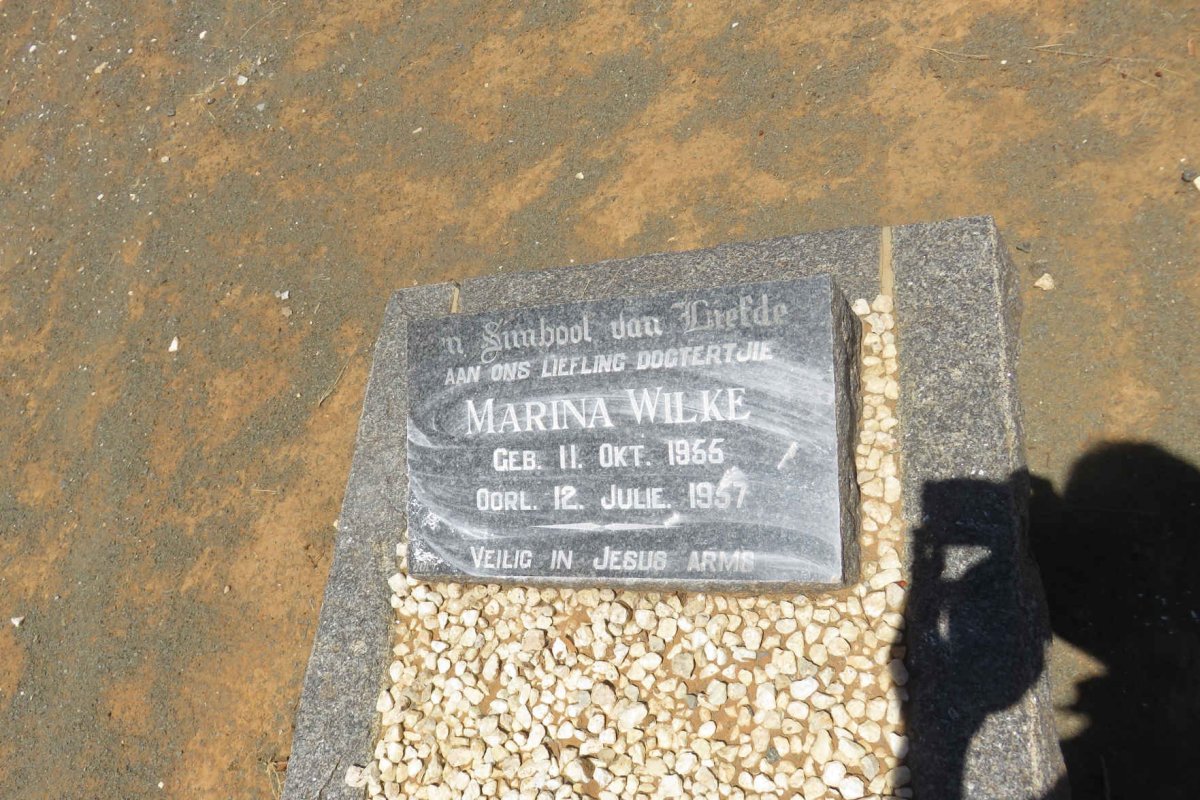 'n Simbool van Liefde
AAN ONS LIEFLING DOGTERTJIE
MARINA WILKE
GEB. 11. OKT. 1955
OORL. 12. JULIE. 1957
VEILIG IN JESUS ARMS